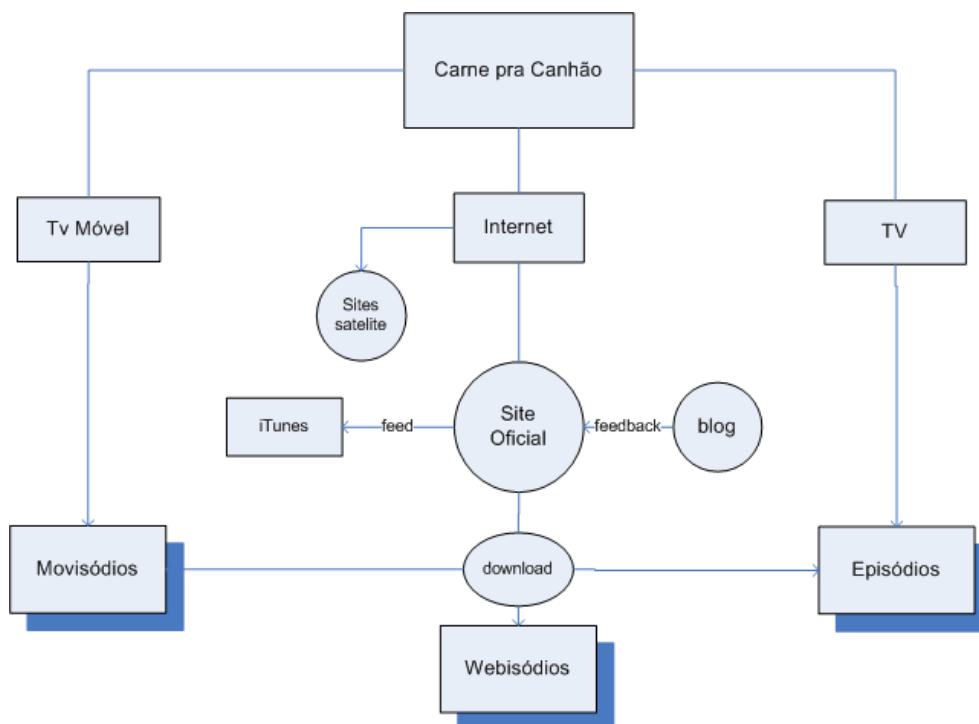 Carne pra Canhão
Tv Móvel
Internet
TV
Sites
satelite
iTunes
feed
Site
Oficial
feedback
blog
Movisódios
download
Episódios
Webisódios